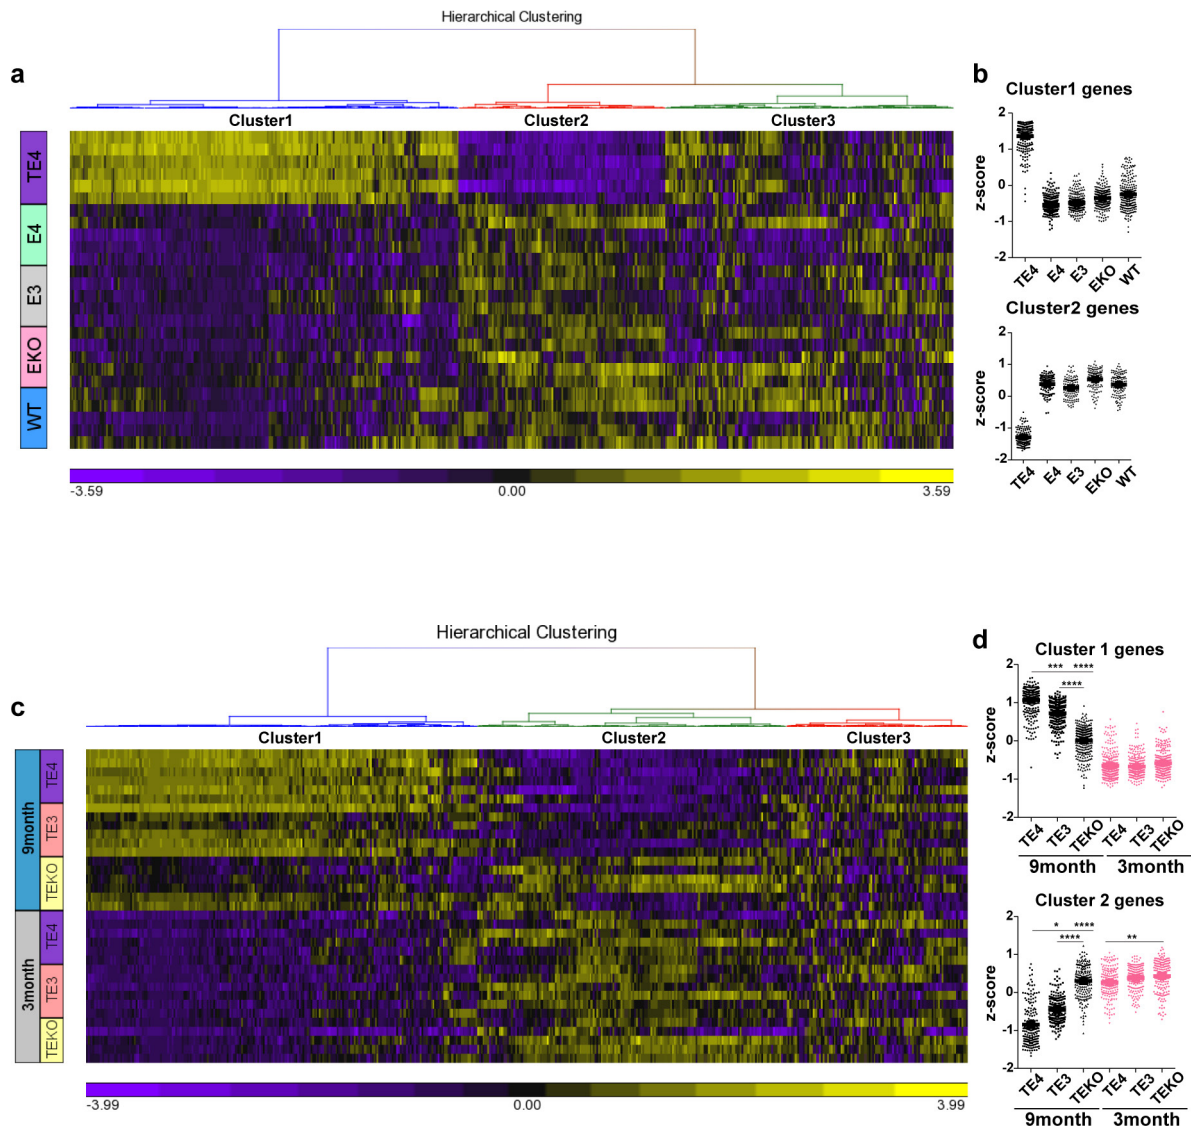 Hierarchical Clustering
a
Cluster1
Cluster2
Cluster3
TE4
E4
E3
EKO
WT
-3.59
0.00
3.59
b
Cluster1 genes
z-score
2
1
0
-1
-2
TE4
E4
E3
EKO
WT
Cluster2 genes
z-score
2
1
0
-1
-2
TE4
E4
E3
EKO
WT
Hierarchical Clustering
c
Cluster1
Cluster2
Cluster3
9month
TE4
TE3
TEKO
3month
TE4
TE3
TEKO
-3.99
0.00
3.99
d
Cluster 1 genes
*** ****
****
z-score
2
1
0
-1
-2
TE4
TE3
TEKO
TE4
TE3
TEKO
9month
3month
Cluster 2 genes
* **** **
****
z-score
2
1
0
-1
-2
TE4
TE3
TEKO
TE4
TE3
TEKO
9month
3month